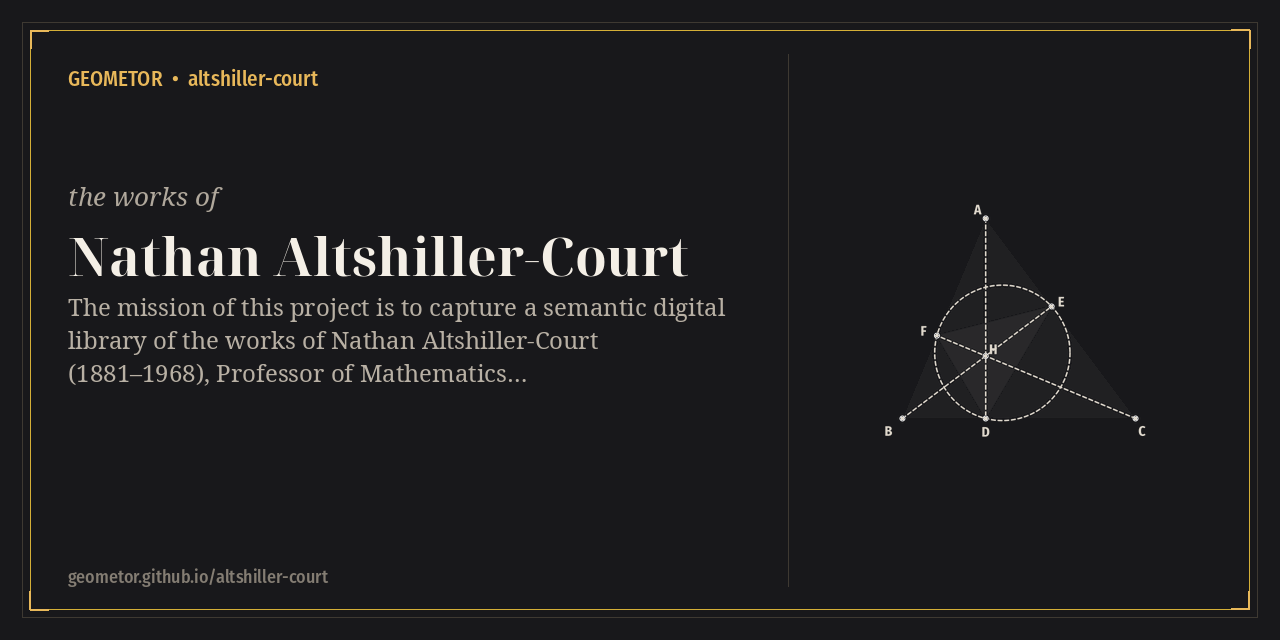 GEOMETOR • altshiller-court
the works of
Nathan Altshiller-Court
The mission of this project is to capture a semantic digital
library of the works of Nathan Altshiller-Court
(1881–1968), Professor of Mathematics...
geometor.github.io/altshiller-court
A
E
F
H
B
D
C